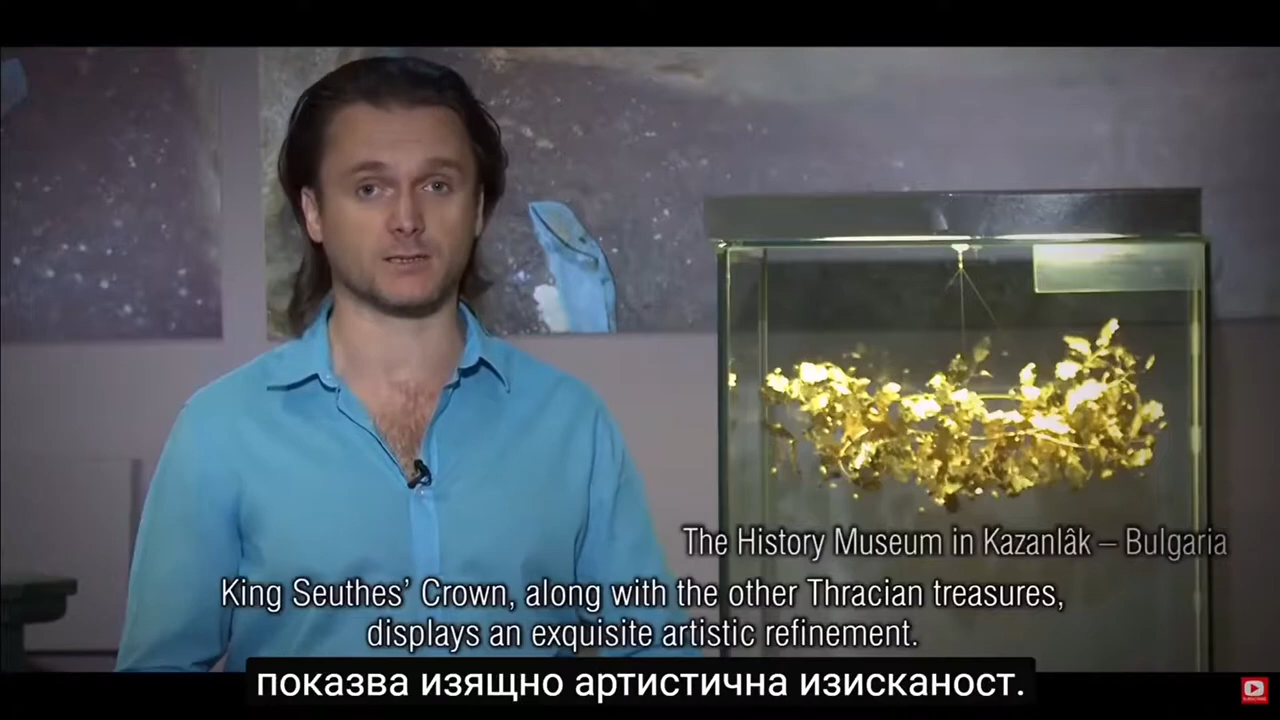 The History Museum in Kazanlâk – Bulgaria
King Seuthes’ Crown, along with the other Thracian treasures,
displays an exquisite artistic refinement.
показва изящно артистична изисканост.